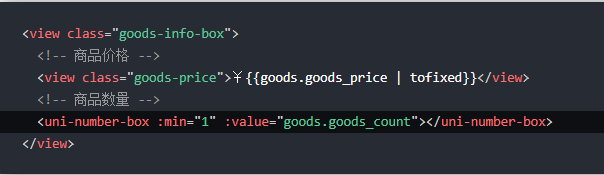 <view class="goods-info-box">
<!-- 商品价格 -->
<view class="goods-price">￥{{goods.goods_price | tofixed}}</view>
<!-- 商品数量 -->
<uni-number-box :min="1" :value="goods.goods_count"></uni-number-box>
</view>